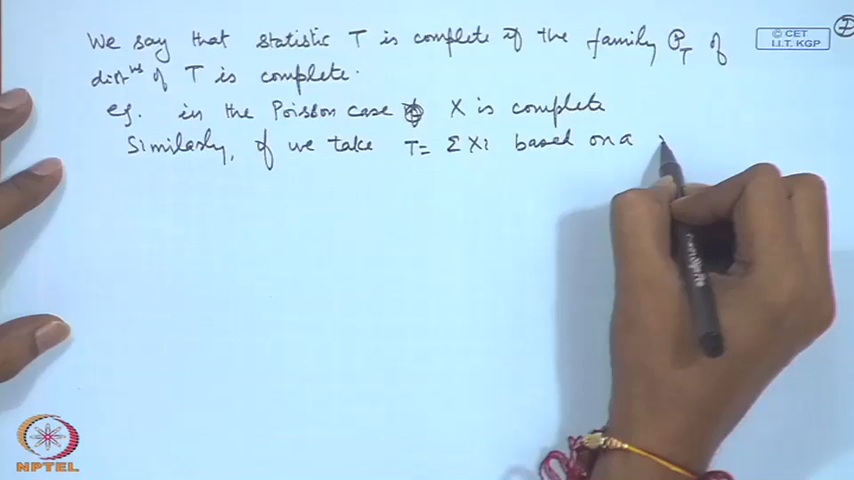 We say that statistic T is complete if the family 𝒫_T of
distⁿˢ of T is complete.
eg. in the Poisson case X is complete
Similarly, if we take T = Σ Xi based on a
© CET
I.I.T. KGP
NPTEL